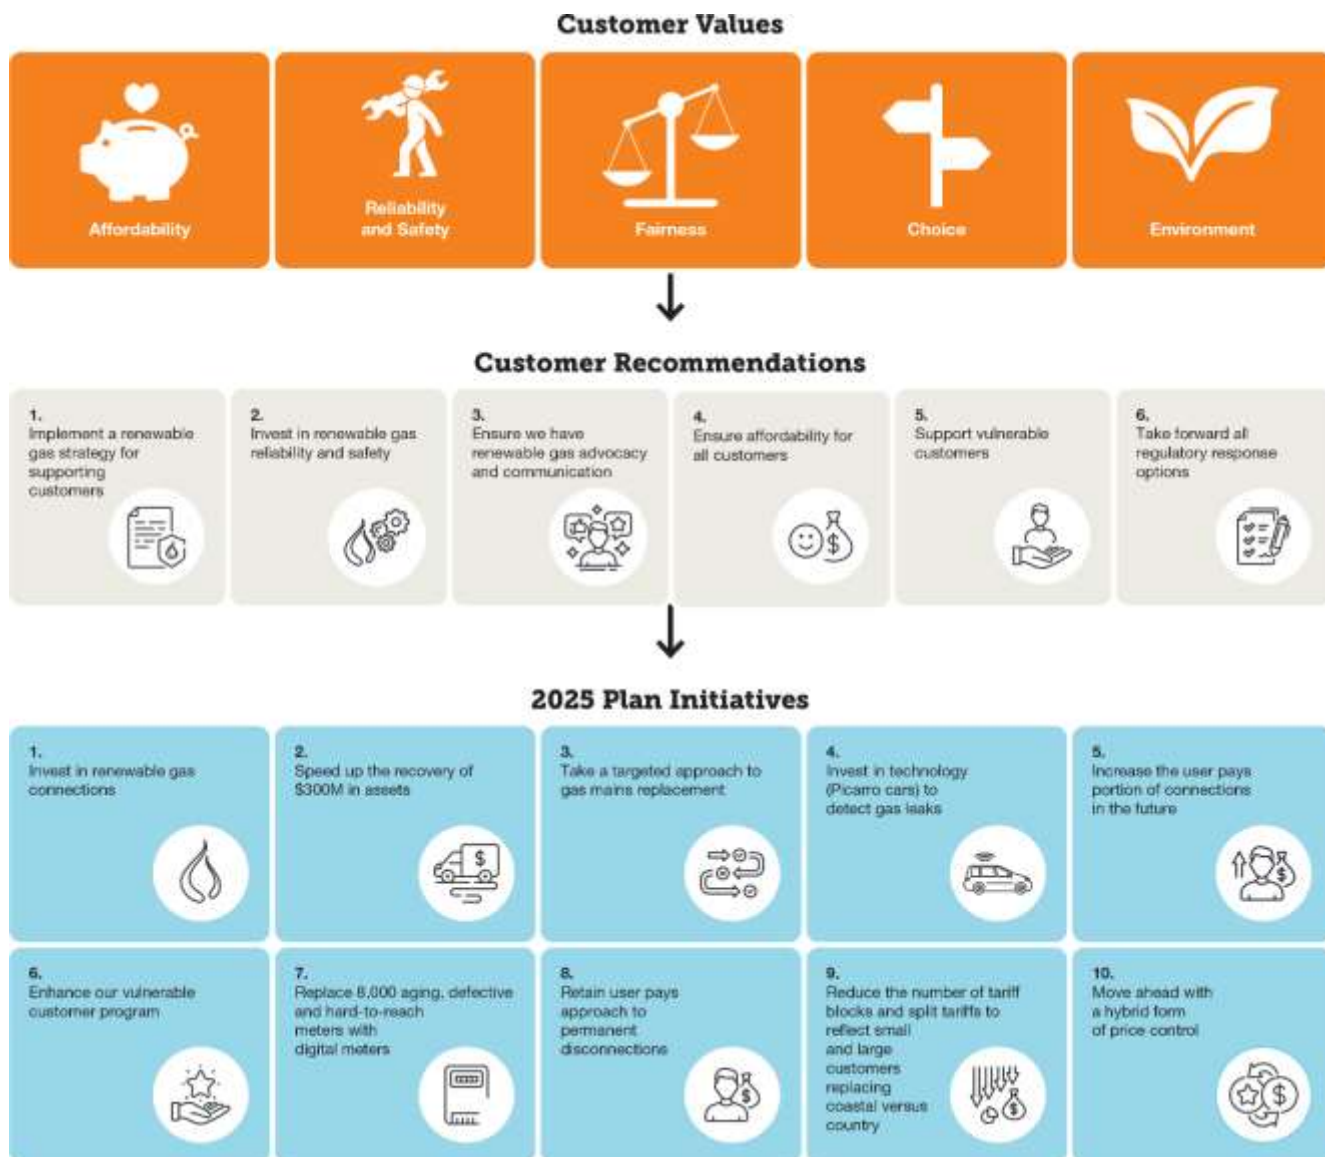 Customer Values
Affordability
Reliability
and Safety
Fairness
Choice
Environment
Customer Recommendations
1.
Implement a renewable
gas strategy for
supporting
customers
2.
Invest in renewable gas
reliability and safety
3.
Ensure we have
renewable gas advocacy
and communication
4.
Ensure affordability for
all customers
5.
Support vulnerable
customers
6.
Take forward all
regulatory response
options
2025 Plan Initiatives
1.
Invest in renewable gas
connections
2.
Speed up the recovery of
$300M in assets
3.
Take a targeted approach to
gas mains replacement
4.
Invest in technology
(Picarro cars) to
detect gas leaks
5.
Increase the user pays
portion of connections
in the future
6.
Enhance our vulnerable
customer program
7.
Replace 8,000 aging, defective
and hard-to-reach
meters with
digital meters
8.
Retain user pays
approach to
permanent
disconnections
9.
Reduce the number of tariff
blocks and split tariffs to
reflect small
and large
customers
replacing
coastal versus
country
10.
Move ahead with
a hybrid form
of price control